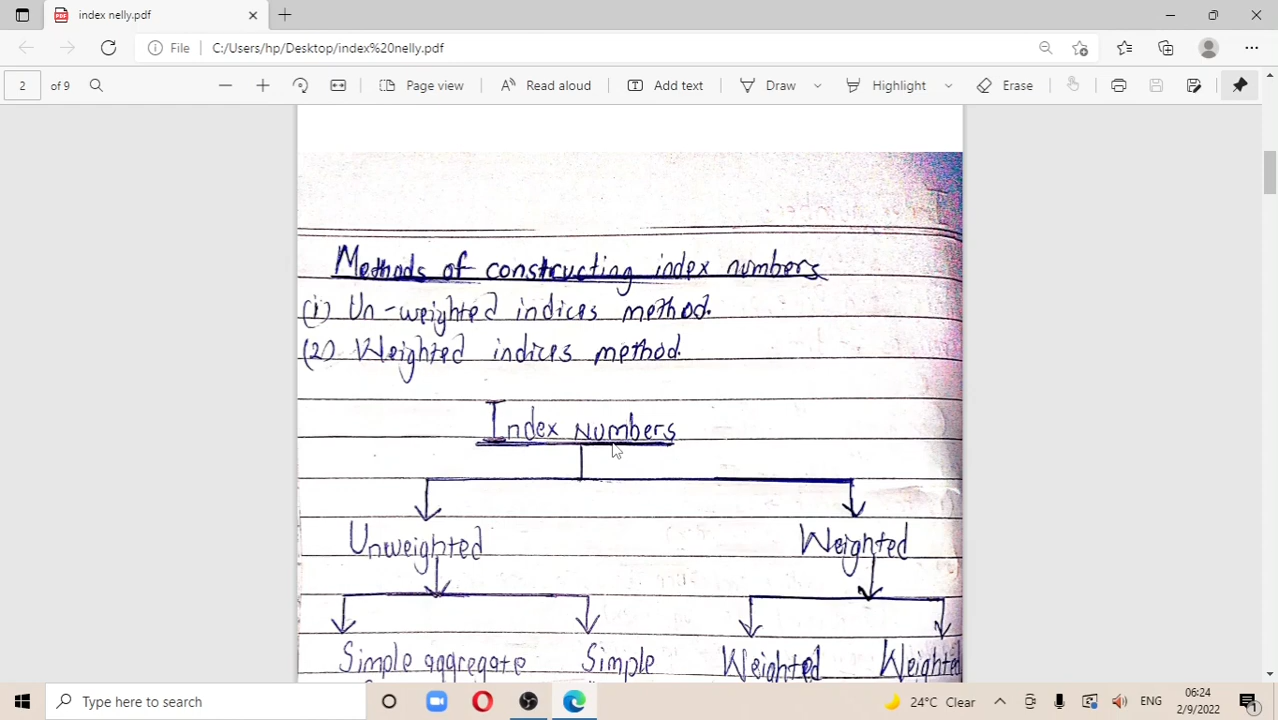 index nelly.pdf
File
C:/Users/hp/Desktop/index%20nelly.pdf
2 of 9
Page view
Read aloud
Add text
Draw
Highlight
Erase
Methods of constructing index numbers
(i) Un-weighted indices method.
(2) Weighted indices method.
Index Numbers
Unweighted Weighted
Simple aggregate Simple Weighted Weighted
Type here to search
24°C Clear
ENG
06:24
2/9/2022
1